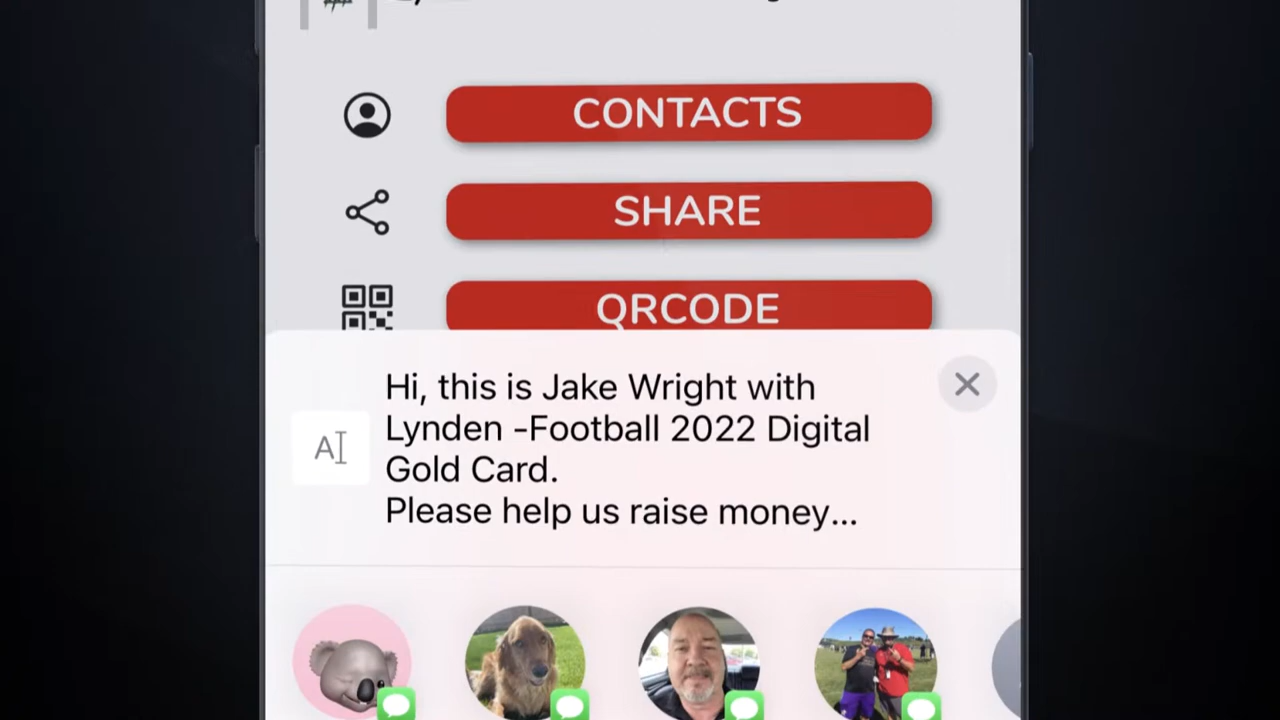 CONTACTS
SHARE
QRCODE
Hi, this is Jake Wright with
Lynden -Football 2022 Digital
Gold Card.
Please help us raise money...
AI